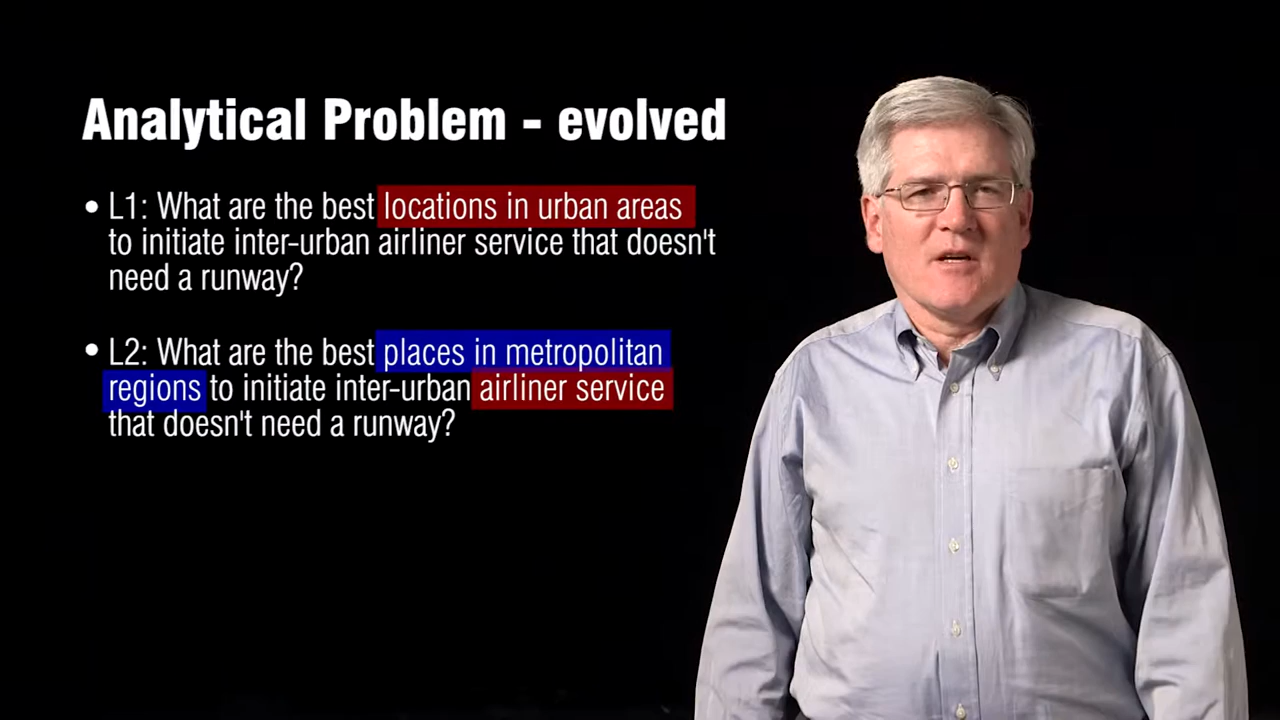 Analytical Problem - evolved
• L1: What are the best locations in urban areas
to initiate inter-urban airliner service that doesn't
need a runway?
• L2: What are the best places in metropolitan
regions to initiate inter-urban airliner service
that doesn't need a runway?